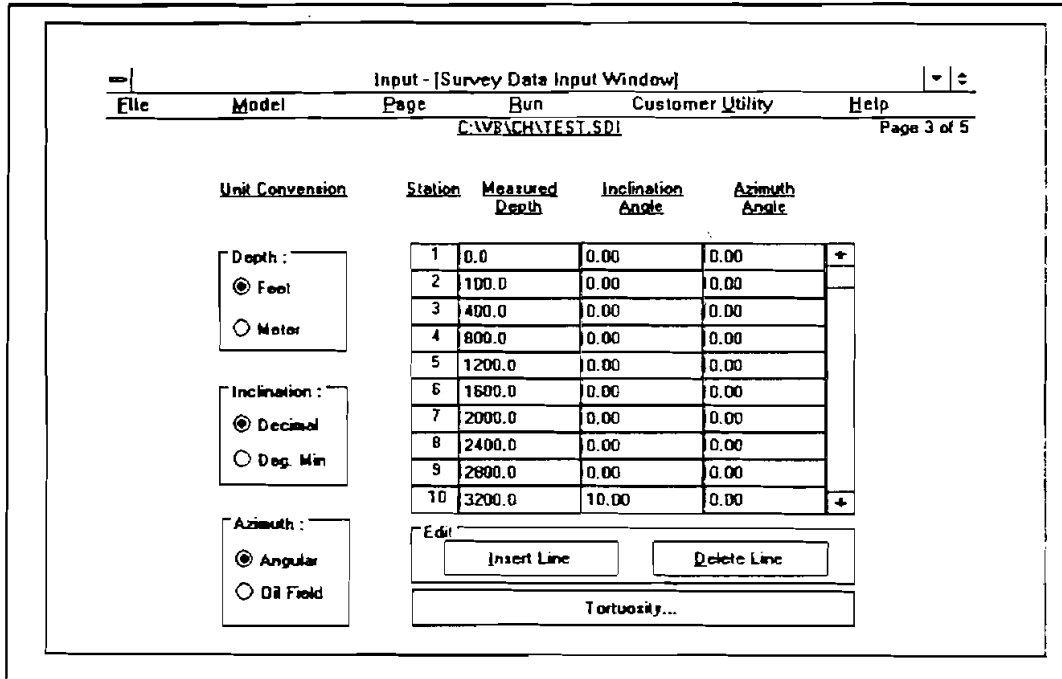 Input - [Survey Data Input Window]
File Model Page Run Customer Utility Help
C:\VB\CH\TEST.SDI Page 3 of 5
Unit Convension Station Measured Depth Inclination Angle Azimuth Angle
Depth :
Feet
Meter
Inclination :
Decimal
Deg. Min
Azimuth :
Angular
Oil Field
1 0.0 0.00 0.00
2 100.0 0.00 0.00
3 400.0 0.00 0.00
4 800.0 0.00 0.00
5 1200.0 0.00 0.00
6 1600.0 0.00 0.00
7 2000.0 0.00 0.00
8 2400.0 0.00 0.00
9 2800.0 0.00 0.00
10 3200.0 10.00 0.00
Edit
Insert Line Delete Line
Tortuosity...